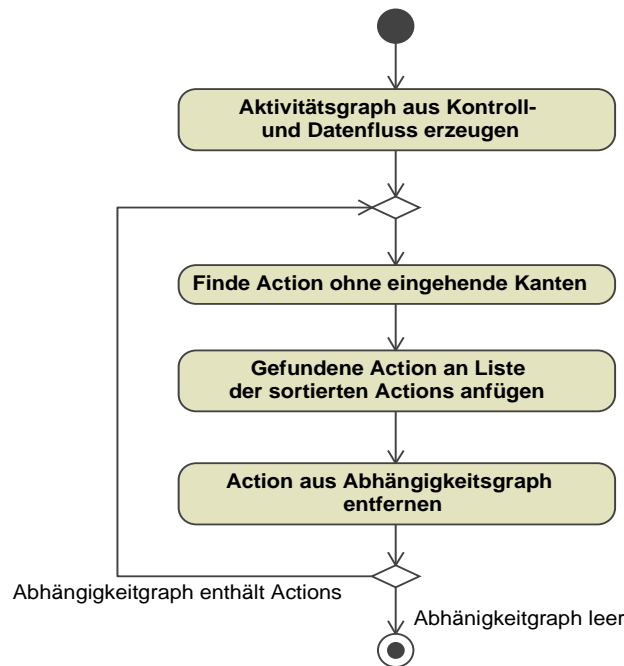 Aktivitätsgraph aus Kontroll-
und Datenfluss erzeugen
Finde Action ohne eingehende Kanten
Gefundene Action an Liste
der sortierten Actions anfügen
Action aus Abhängigkeitsgraph
entfernen
Abhängigkeitgraph enthält Actions
Abhänigkeitgraph leer